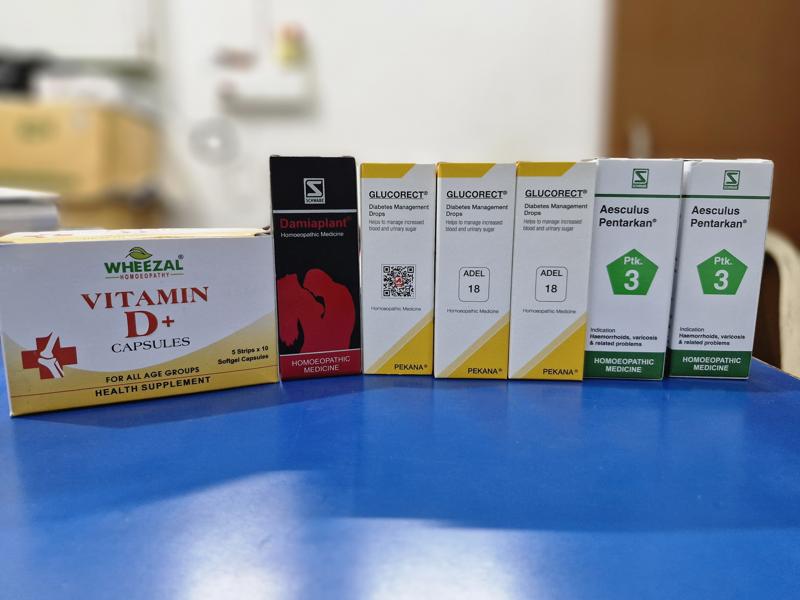 WHEEZAL®
HOMOEOPATHY
VITAMIN
D+
CAPSULES
5 Strips x 10
Softgel Capsules
FOR ALL AGE GROUPS
HEALTH SUPPLEMENT
S
SCHWABE
Damiaplant®
Homoeopathic Medicine
HOMOEOPATHIC
MEDICINE
GLUCORECT®
Diabetes Management
Drops
Helps to manage increased
blood and urinary sugar
Homoeopathic Medicine
PEKANA®
GLUCORECT®
Diabetes Management
Drops
Helps to manage increased
blood and urinary sugar
ADEL
18
Homoeopathic Medicine
PEKANA®
GLUCORECT®
Diabetes Management
Drops
Helps to manage increased
blood and urinary sugar
ADEL
18
Homoeopathic Medicine
PEKANA®
S
SCHWABE
Aesculus
Pentarkan®
Ptk.
3
Indication
Haemorrhoids, varicosis
& related problems
HOMOEOPATHIC
MEDICINE
S
SCHWABE
Aesculus
Pentarkan®
Ptk.
3
Indication
Haemorrhoids, varicosis
& related problems
HOMOEOPATHIC
MEDICINE